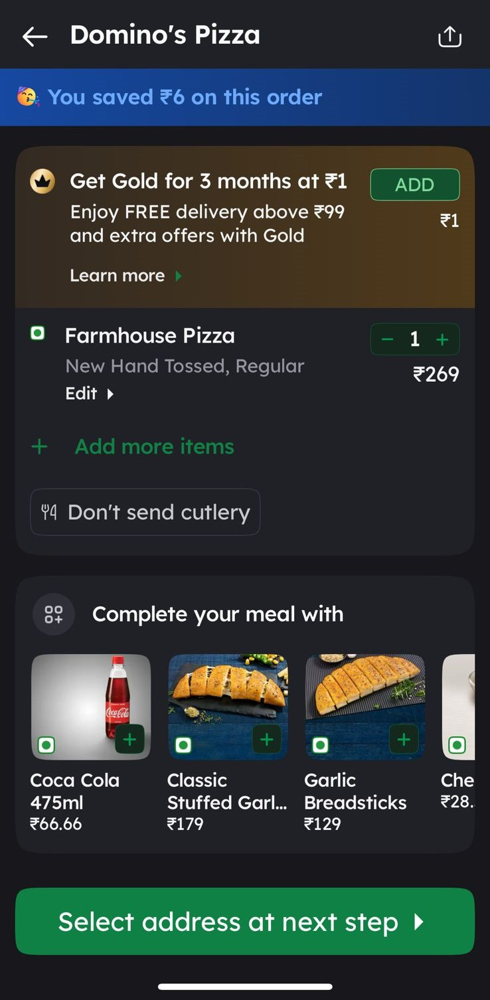 Domino's Pizza
You saved ₹6 on this order
Get Gold for 3 months at ₹1
ADD
Enjoy FREE delivery above ₹99
and extra offers with Gold
₹1
Learn more
Farmhouse Pizza
1
New Hand Tossed, Regular
₹269
Edit
Add more items
Don't send cutlery
Complete your meal with
Coca-Cola
Coca Cola
475ml
₹66.66
Classic
Stuffed Garl...
₹179
Garlic
Breadsticks
₹129
Che
₹28.
Select address at next step